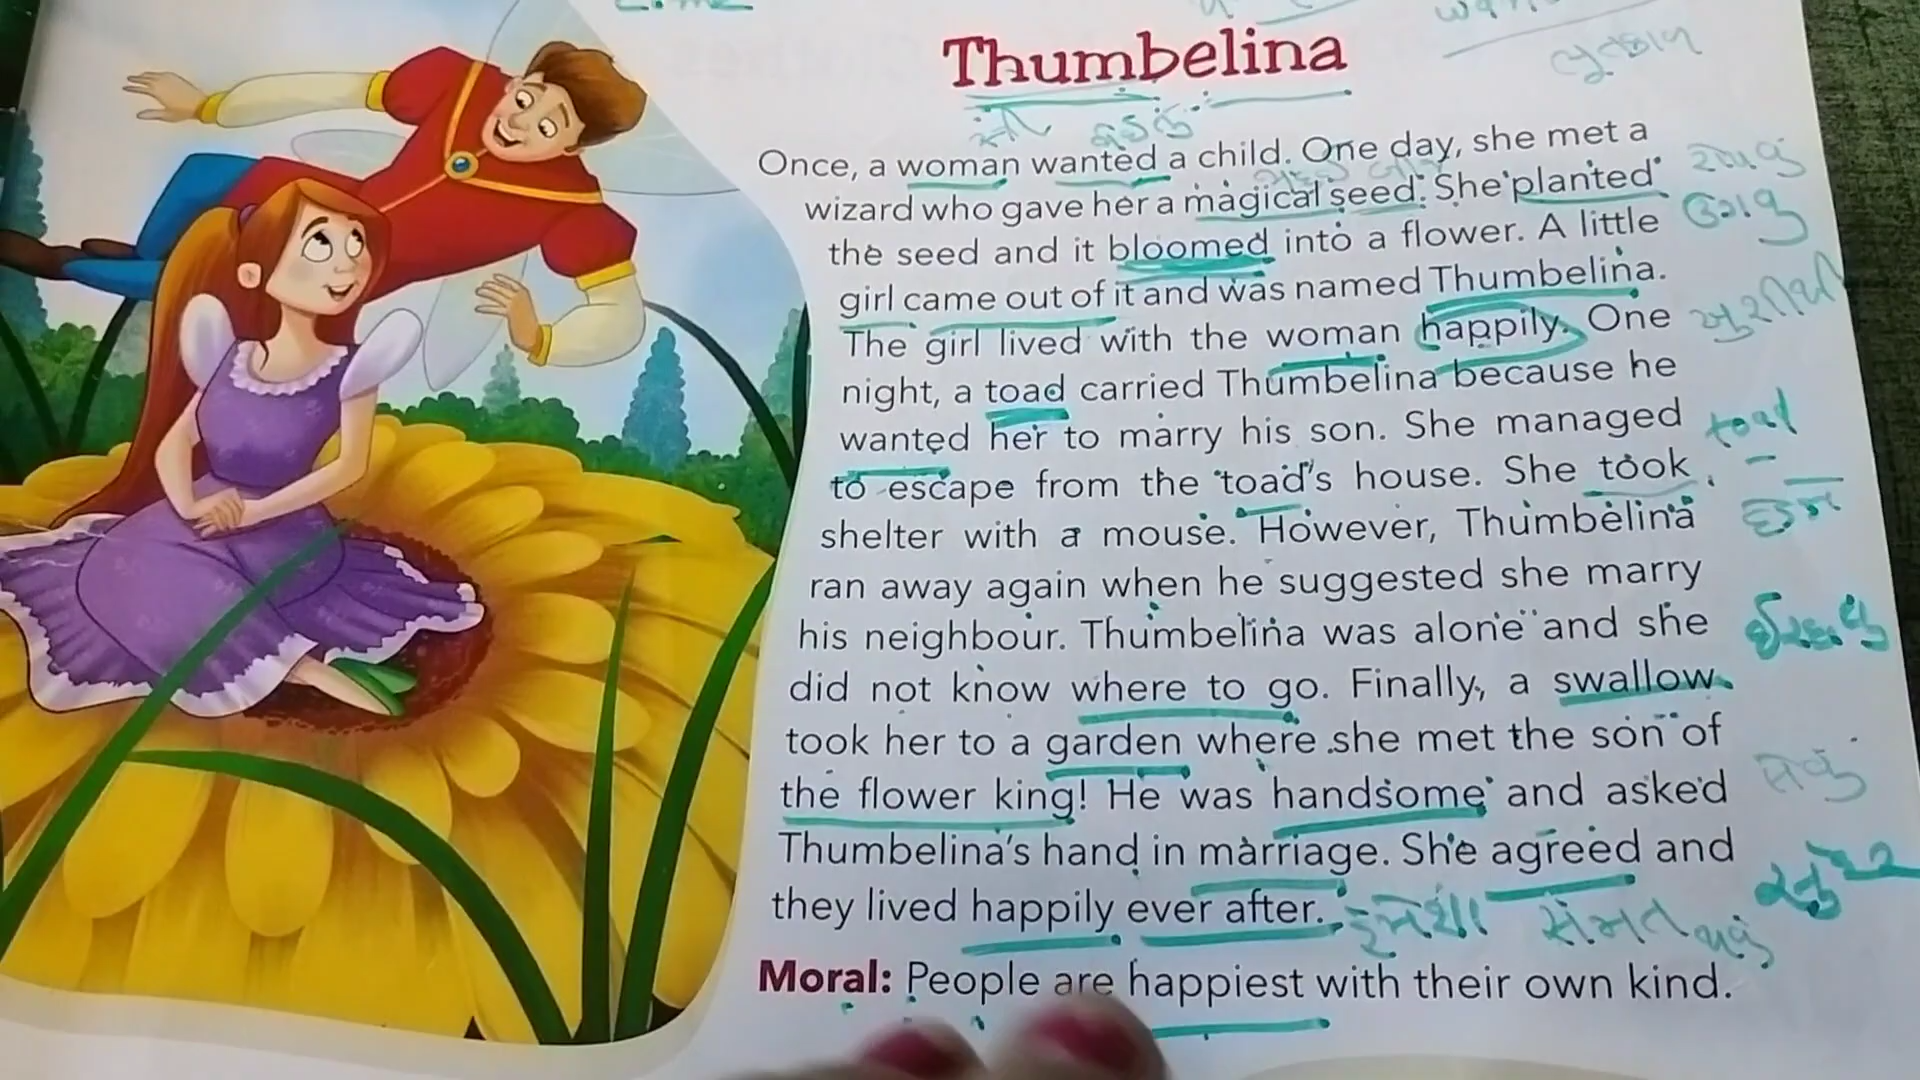 Thumbelina
Once, a woman wanted a child. One day, she met a
wizard who gave her a magical seed. She planted
the seed and it bloomed into a flower. A little
girl came out of it and was named Thumbelina.
The girl lived with the woman happily. One
night, a toad carried Thumbelina because he
wanted her to marry his son. She managed
to escape from the toad's house. She took
toad
shelter with a mouse. However, Thumbelina
ran away again when he suggested she marry
his neighbour. Thumbelina was alone and she
did not know where to go. Finally, a swallow
took her to a garden where she met the son of
the flower king! He was handsome and asked
Thumbelina's hand in marriage. She agreed and
they lived happily ever after. હંમેશા સંમત થવું
Moral: People are happiest with their own kind.